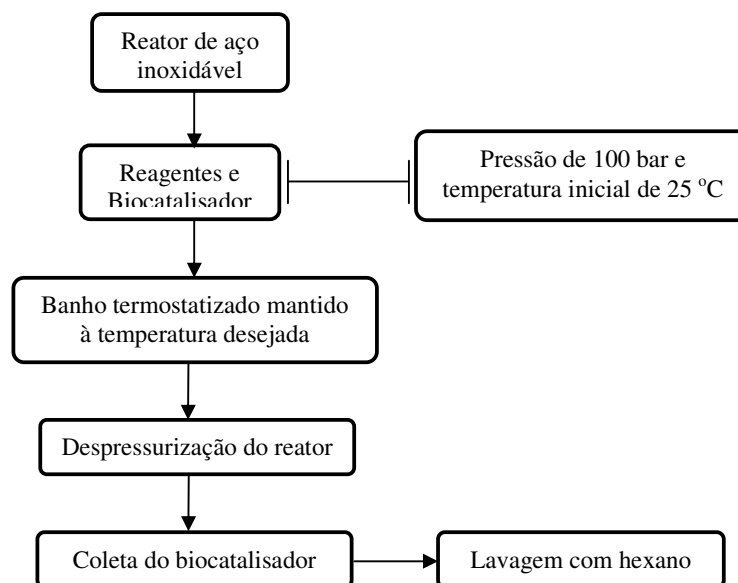 Reator de aço
inoxidável
Reagentes e
Biocatalisador
Pressão de 100 bar e
temperatura inicial de 25 °C
Banho termostatizado mantido
à temperatura desejada
Despressurização do reator
Coleta do biocatalisador
Lavagem com hexano